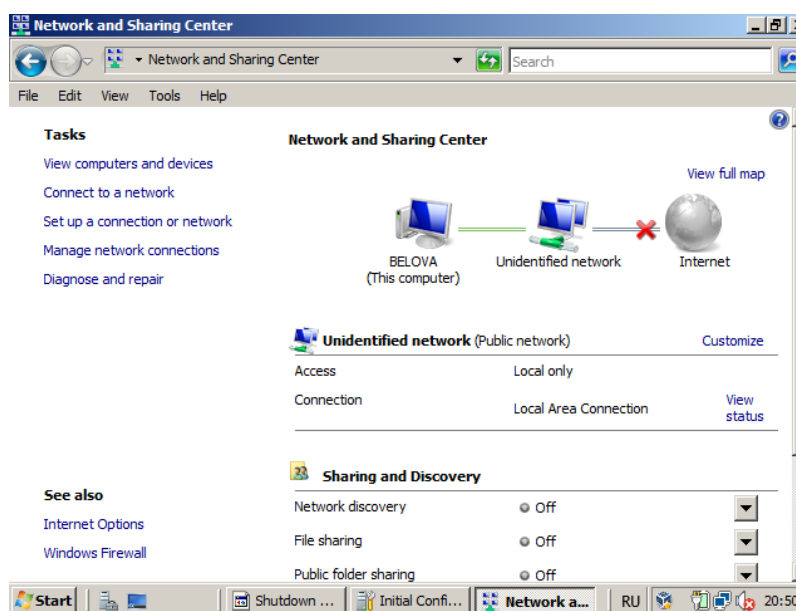 Network and Sharing Center
Network and Sharing Center
Search
File Edit View Tools Help
Tasks
View computers and devices
Connect to a network
Set up a connection or network
Manage network connections
Diagnose and repair
See also
Internet Options
Windows Firewall
Network and Sharing Center
View full map
BELOVA
(This computer)
Unidentified network
Internet
Unidentified network (Public network) Customize
Access Local only
Connection Local Area Connection View
status
Sharing and Discovery
Network discovery Off
File sharing Off
Public folder sharing Off
Start Shutdown ... Initial Confi... Network a... RU 20:50